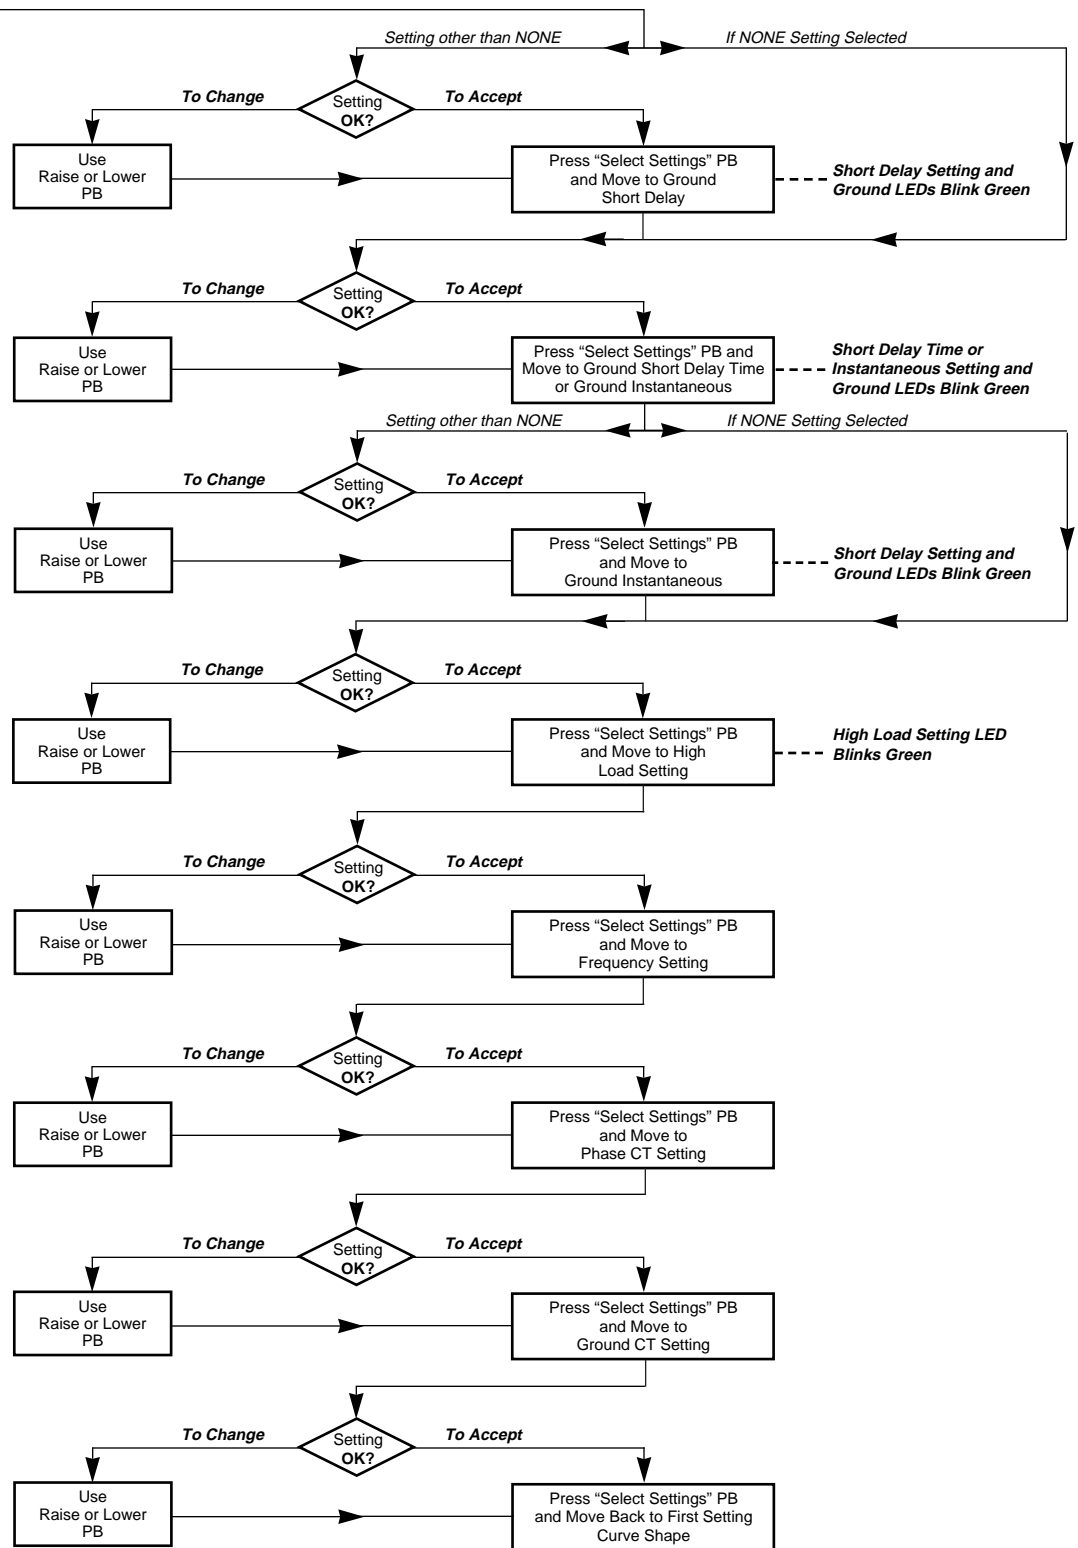 Setting other than NONE
If NONE Setting Selected
To Change
Setting
OK?
To Accept
Use
Raise or Lower
PB
Press “Select Settings” PB
and Move to Ground
Short Delay
Short Delay Setting and
Ground LEDs Blink Green
To Change
Setting
OK?
To Accept
Use
Raise or Lower
PB
Press “Select Settings” PB and
Move to Ground Short Delay Time
or Ground Instantaneous
Short Delay Time or
Instantaneous Setting and
Ground LEDs Blink Green
Setting other than NONE
If NONE Setting Selected
To Change
Setting
OK?
To Accept
Use
Raise or Lower
PB
Press “Select Settings” PB
and Move to
Ground Instantaneous
Short Delay Setting and
Ground LEDs Blink Green
To Change
Setting
OK?
To Accept
Use
Raise or Lower
PB
Press “Select Settings” PB
and Move to High
Load Setting
High Load Setting LED
Blinks Green
To Change
Setting
OK?
To Accept
Use
Raise or Lower
PB
Press “Select Settings” PB
and Move to
Frequency Setting
To Change
Setting
OK?
To Accept
Use
Raise or Lower
PB
Press “Select Settings” PB
and Move to
Phase CT Setting
To Change
Setting
OK?
To Accept
Use
Raise or Lower
PB
Press “Select Settings” PB
and Move to
Ground CT Setting
To Change
Setting
OK?
To Accept
Use
Raise or Lower
PB
Press “Select Settings” PB
and Move Back to First Setting
Curve Shape